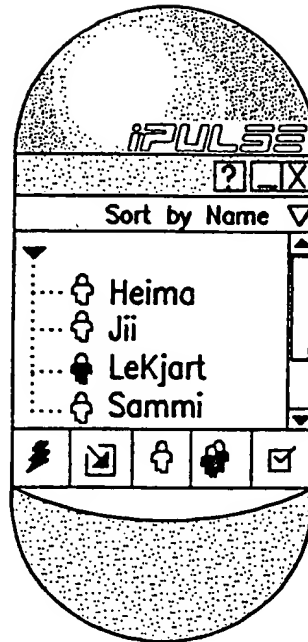 iPULSE
? _ X
Sort by Name
Heima
Jii
LeKjart
Sammi